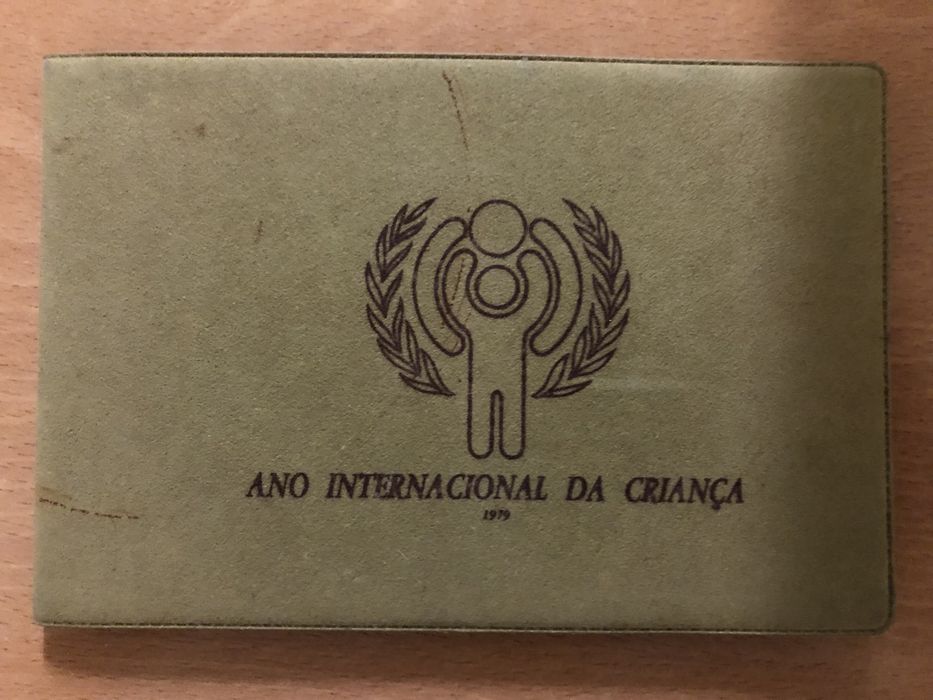 ANO INTERNACIONAL DA CRIANÇA
1979